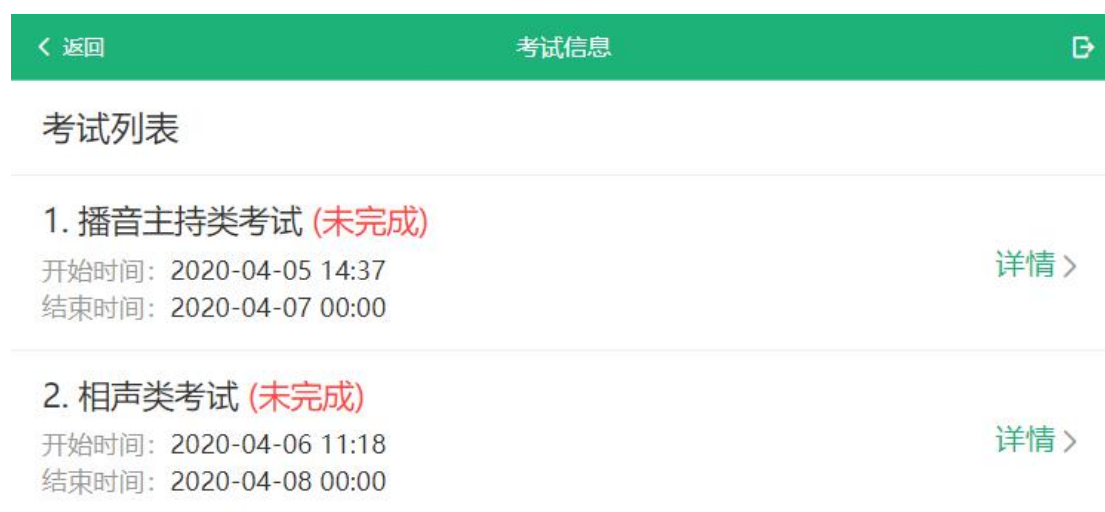 返回
考试信息
考试列表
1. 播音主持类考试 (未完成)
开始时间：2020-04-05 14:37
结束时间：2020-04-07 00:00
详情
2. 相声类考试 (未完成)
开始时间：2020-04-06 11:18
结束时间：2020-04-08 00:00
详情